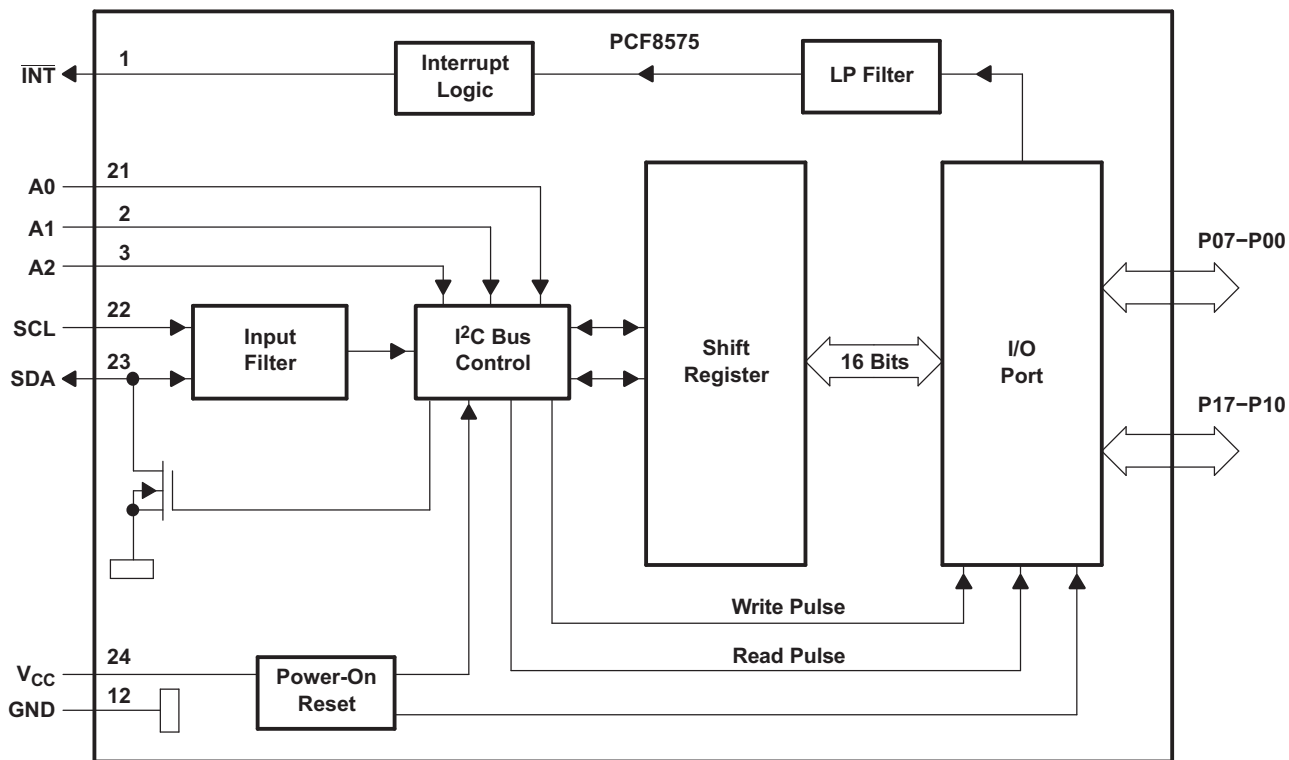 PCF8575
INT
1
Interrupt
Logic
LP Filter
A0
21
A1
2
A2
3
SCL
22
SDA
23
Input
Filter
I²C Bus
Control
Shift
Register
16 Bits
I/O
Port
P07−P00
P17−P10
Write Pulse
Read Pulse
VCC
24
GND
12
Power-On
Reset